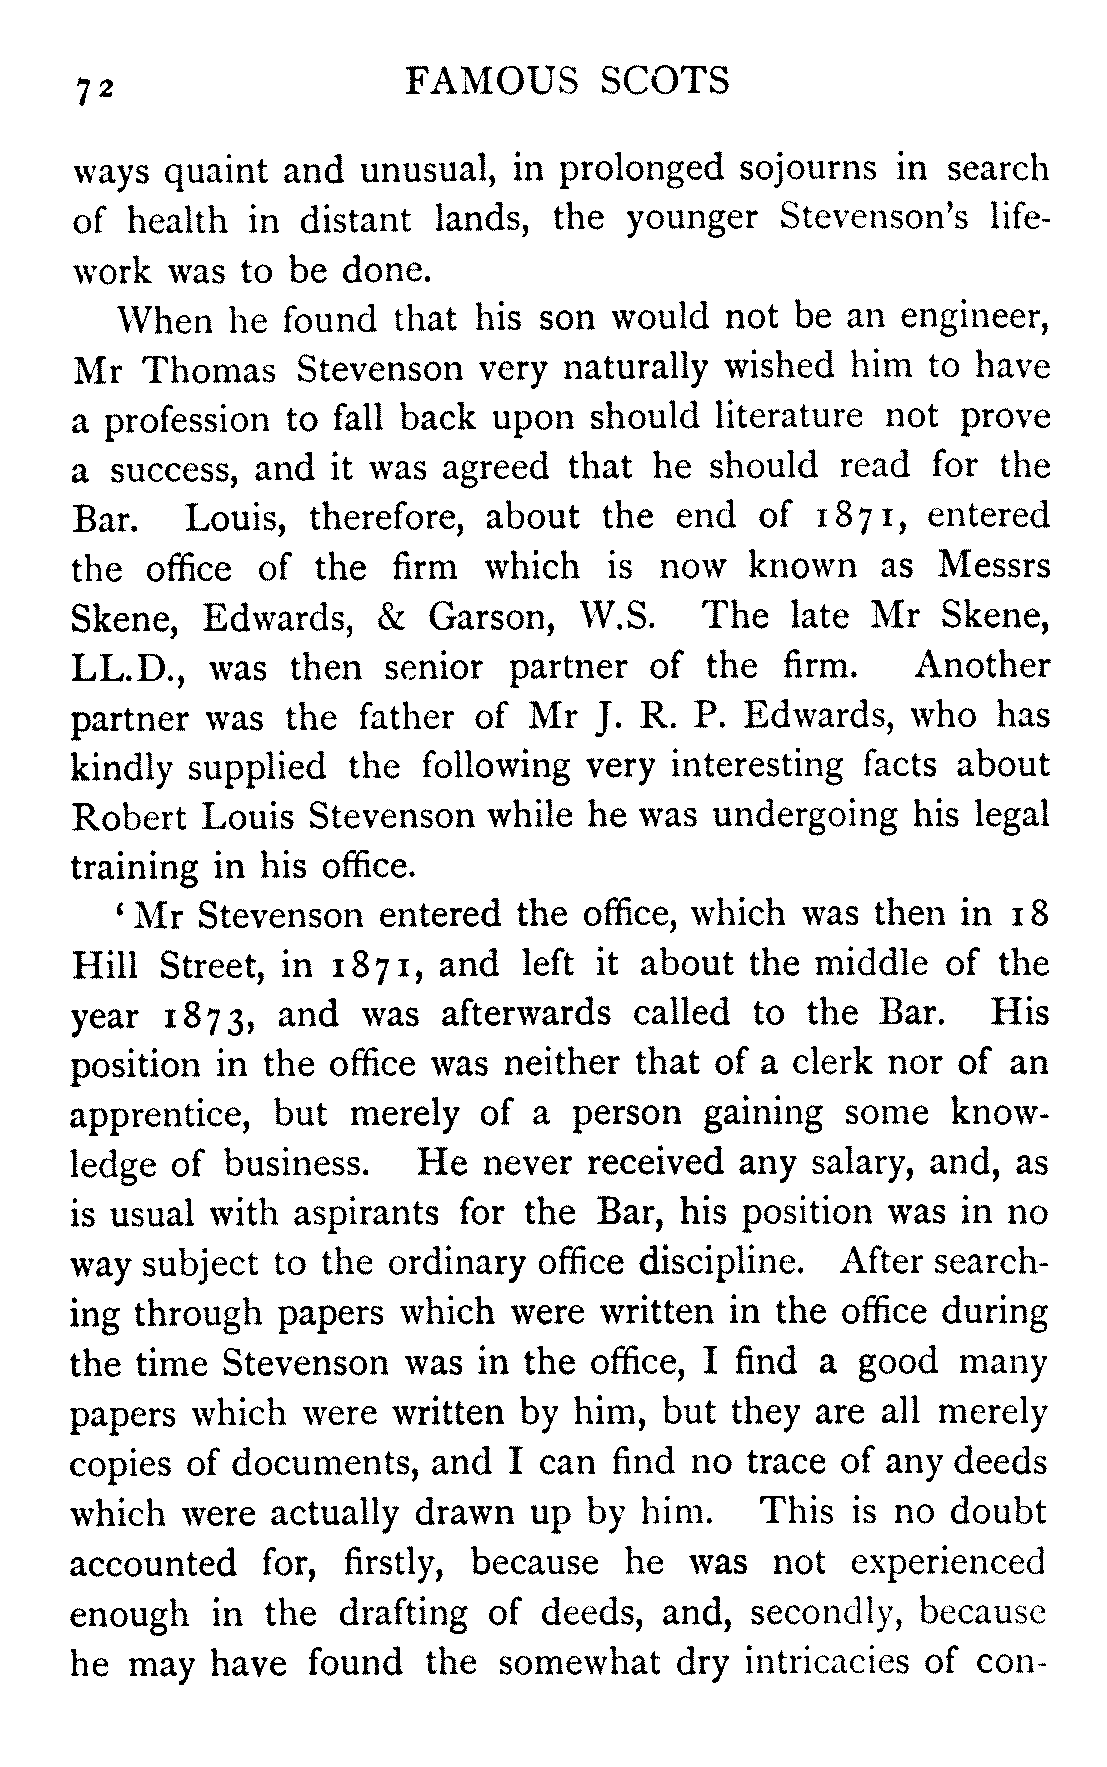 72 FAMOUS SCOTS
ways quaint and unusual, in prolonged sojourns in search
of health in distant lands, the younger Stevenson's life-
work was to be done.
When he found that his son would not be an engineer,
Mr Thomas Stevenson very naturally wished him to have
a profession to fall back upon should literature not prove
a success, and it was agreed that he should read for the
Bar. Louis, therefore, about the end of 1871, entered
the office of the firm which is now known as Messrs
Skene, Edwards, & Garson, W.S. The late Mr Skene,
LL.D., was then senior partner of the firm. Another
partner was the father of Mr J. R. P. Edwards, who has
kindly supplied the following very interesting facts about
Robert Louis Stevenson while he was undergoing his legal
training in his office.
‘Mr Stevenson entered the office, which was then in 18
Hill Street, in 1871, and left it about the middle of the
year 1873, and was afterwards called to the Bar. His
position in the office was neither that of a clerk nor of an
apprentice, but merely of a person gaining some know-
ledge of business. He never received any salary, and, as
is usual with aspirants for the Bar, his position was in no
way subject to the ordinary office discipline. After search-
ing through papers which were written in the office during
the time Stevenson was in the office, I find a good many
papers which were written by him, but they are all merely
copies of documents, and I can find no trace of any deeds
which were actually drawn up by him. This is no doubt
accounted for, firstly, because he was not experienced
enough in the drafting of deeds, and, secondly, because
he may have found the somewhat dry intricacies of con-